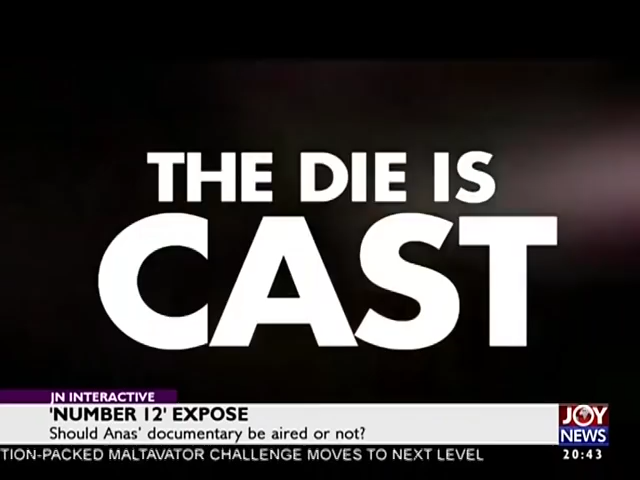 THE DIE IS
CAST
JN INTERACTIVE
'NUMBER 12' EXPOSE
Should Anas' documentary be aired or not?
JOY
NEWS
TION-PACKED MALTAVATOR CHALLENGE MOVES TO NEXT LEVEL
20:43